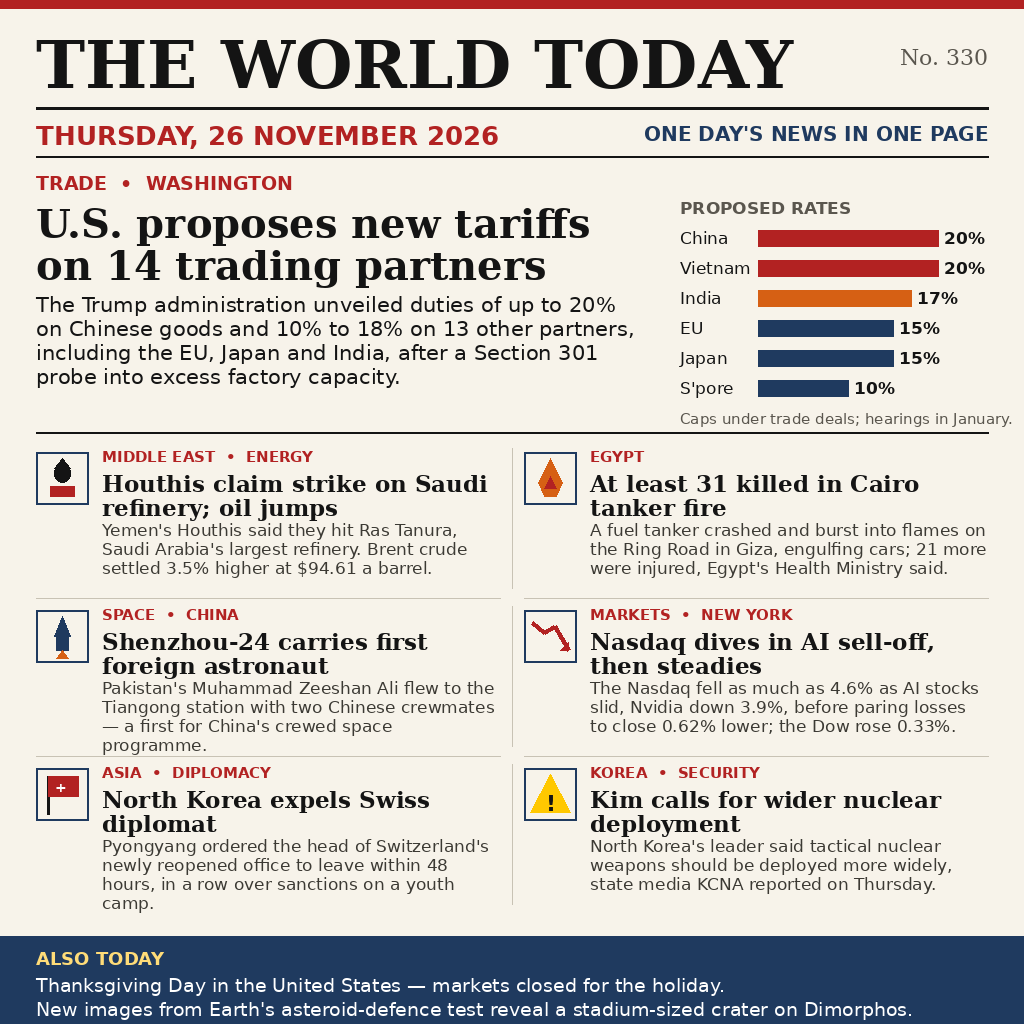 THE WORLD TODAY
No. 330
THURSDAY, 26 NOVEMBER 2026
ONE DAY'S NEWS IN ONE PAGE
TRADE • WASHINGTON
U.S. proposes new tariffs
on 14 trading partners
The Trump administration unveiled duties of up to 20%
on Chinese goods and 10% to 18% on 13 other partners,
including the EU, Japan and India, after a Section 301
probe into excess factory capacity.
PROPOSED RATES
China 20%
Vietnam 20%
India 17%
EU 15%
Japan 15%
S'pore 10%
Caps under trade deals; hearings in January.
MIDDLE EAST • ENERGY
Houthis claim strike on Saudi
refinery; oil jumps
Yemen's Houthis said they hit Ras Tanura,
Saudi Arabia's largest refinery. Brent crude
settled 3.5% higher at $94.61 a barrel.
EGYPT
At least 31 killed in Cairo
tanker fire
A fuel tanker crashed and burst into flames on
the Ring Road in Giza, engulfing cars; 21 more
were injured, Egypt's Health Ministry said.
SPACE • CHINA
Shenzhou-24 carries first
foreign astronaut
Pakistan's Muhammad Zeeshan Ali flew to the
Tiangong station with two Chinese crewmates
— a first for China's crewed space
programme.
MARKETS • NEW YORK
Nasdaq dives in AI sell-off,
then steadies
The Nasdaq fell as much as 4.6% as AI stocks
slid, Nvidia down 3.9%, before paring losses
to close 0.62% lower; the Dow rose 0.33%.
ASIA • DIPLOMACY
North Korea expels Swiss
diplomat
Pyongyang ordered the head of Switzerland's
newly reopened office to leave within 48
hours, in a row over sanctions on a youth
camp.
!
KOREA • SECURITY
Kim calls for wider nuclear
deployment
North Korea's leader said tactical nuclear
weapons should be deployed more widely,
state media KCNA reported on Thursday.
ALSO TODAY
Thanksgiving Day in the United States — markets closed for the holiday.
New images from Earth's asteroid-defence test reveal a stadium-sized crater on Dimorphos.